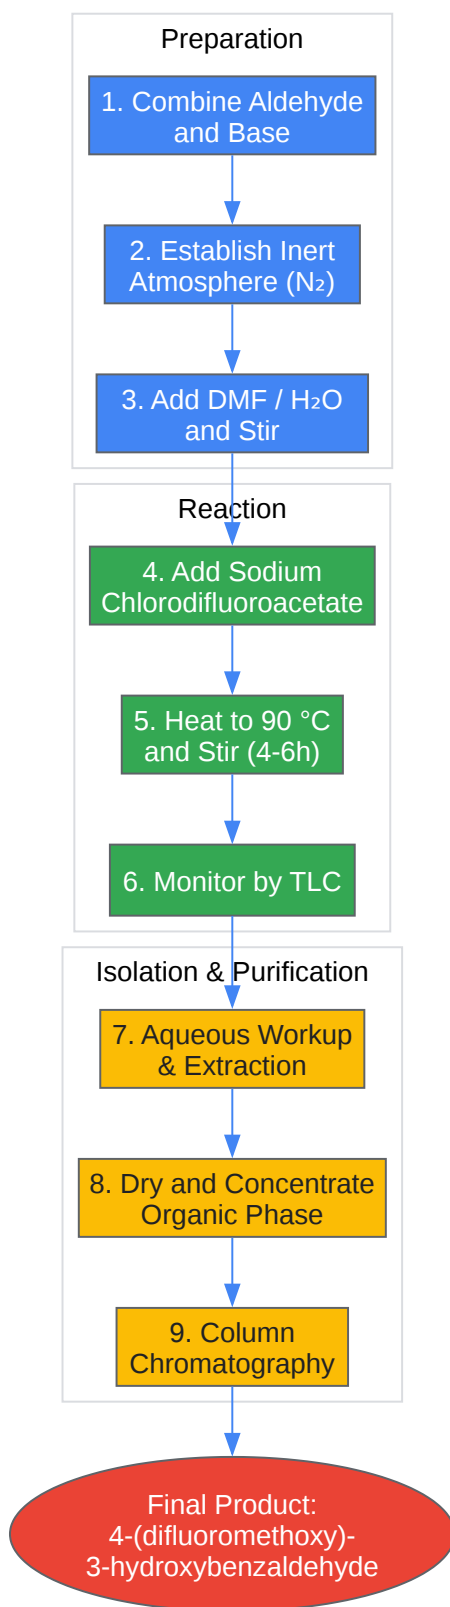 Preparation
1. Combine Aldehyde
and Base
2. Establish Inert
Atmosphere (N₂)
3. Add DMF / H₂O
and Stir
Reaction
4. Add Sodium
Chlorodifluoroacetate
5. Heat to 90 °C
and Stir (4-6h)
6. Monitor by TLC
Isolation & Purification
7. Aqueous Workup
& Extraction
8. Dry and Concentrate
Organic Phase
9. Column
Chromatography
Final Product:
4-(difluoromethoxy)-
3-hydroxybenzaldehyde